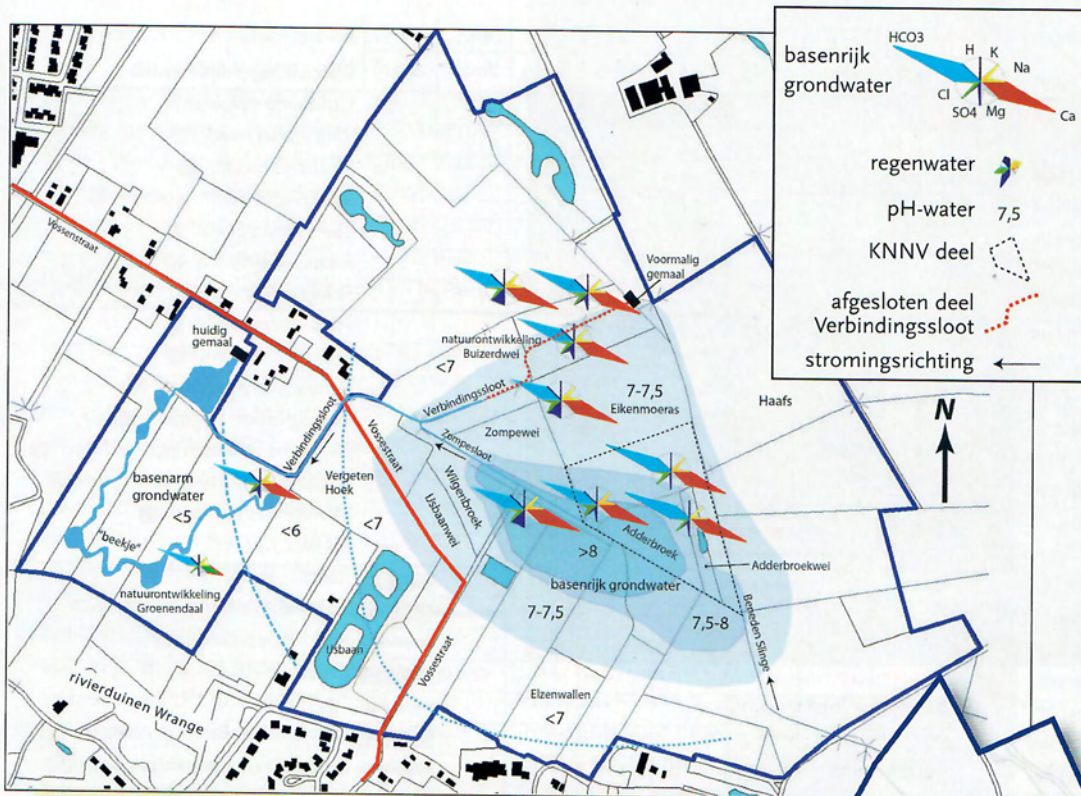 HCO3
H
K
Na
Cl
SO4
Mg
Ca
basenrijk
grondwater
regenwater
pH-water
7,5
KNNV deel
afgesloten deel
Verbindingssloot
stromingsrichting
Vossenstraat
Voormalig
gemaal
huidig
gemaal
natuurontwikkeling
Buizerdwei
<7
7-7,5
Eikenmoeras
Haafs
N
Verbindingssloot
Zompewei
Zompesloot
Verbindingssloot
Vossestraat
Wilgenbroek
IJsbaanwei
Vergeten
Hoek
basenarm
grondwater
<5
<6
<7
"beekje"
natuurontwikkeling
Groenendaal
Adderbroek
>8
basenrijk grondwater
Adderbroekwei
7-7,5
7,5-8
Beneden Slinge
IJsbaan
Vossestraat
Elzenwallen
<7
rivierduinen Wrange